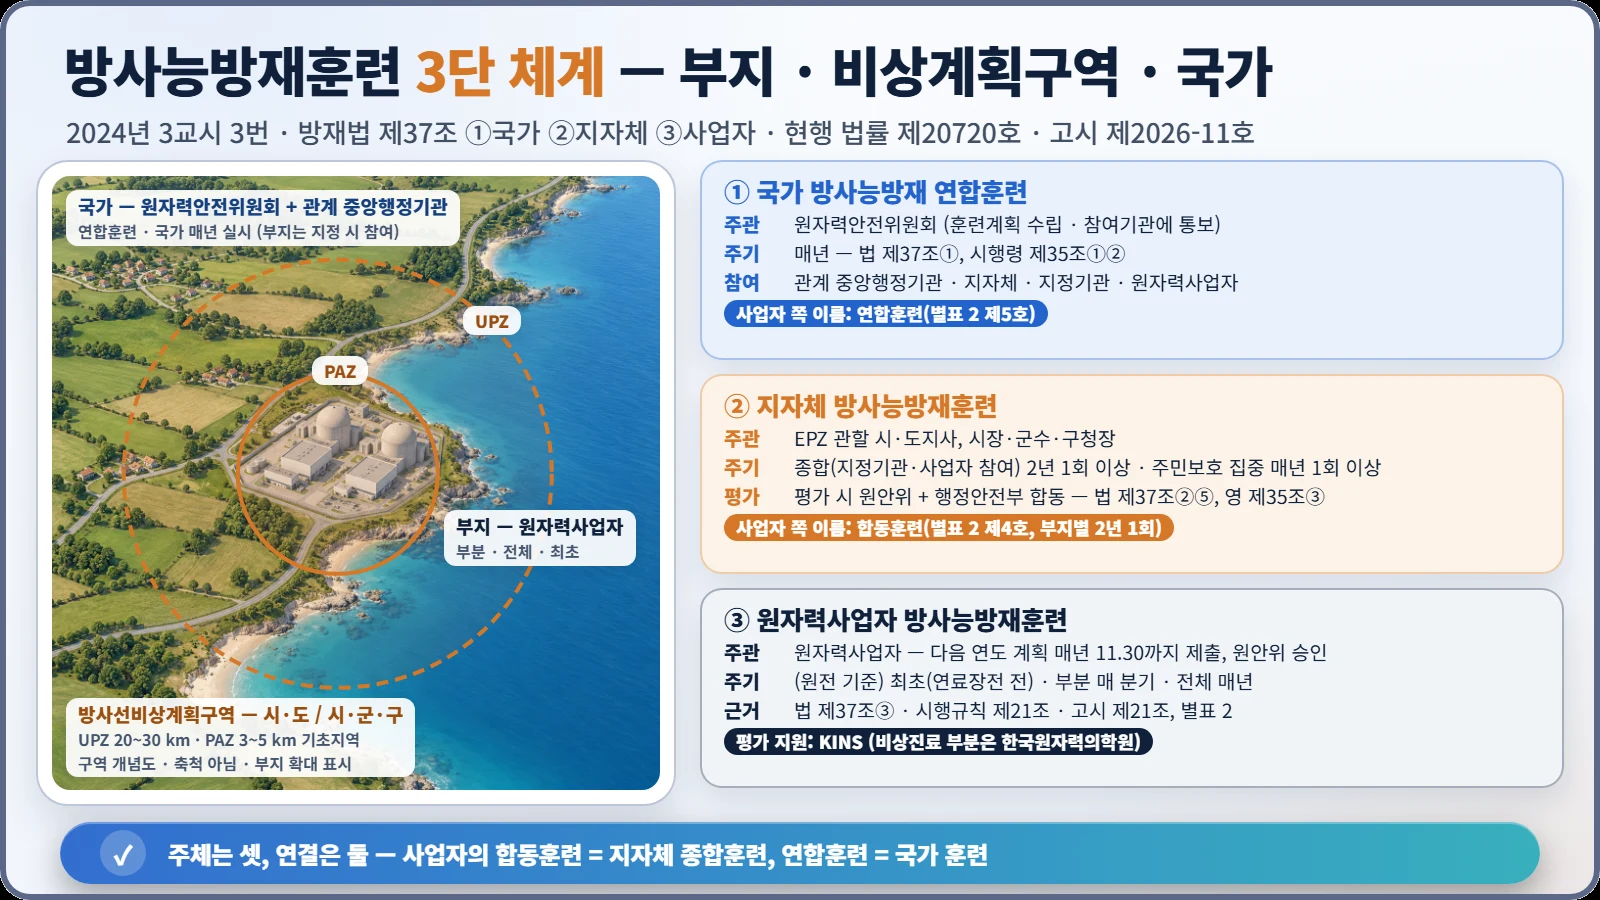 방사능방재훈련 3단 체계 — 부지 · 비상계획구역 · 국가
2024년 3교시 3번 · 방재법 제37조 ①국가 ②지자체 ③사업자 · 현행 법률 제20720호 · 고시 제2026-11호
국가 — 원자력안전위원회 + 관계 중앙행정기관
연합훈련 · 국가 매년 실시 (부지는 지정 시 참여)
UPZ
PAZ
부지 — 원자력사업자
부분 · 전체 · 최초
방사선비상계획구역 — 시·도 / 시·군·구
UPZ 20~30 km · PAZ 3~5 km 기초지역
구역 개념도 · 축척 아님 · 부지 확대 표시
① 국가 방사능방재 연합훈련
주관 원자력안전위원회 (훈련계획 수립 · 참여기관에 통보)
주기 매년 — 법 제37조①, 시행령 제35조①②
참여 관계 중앙행정기관 · 지자체 · 지정기관 · 원자력사업자
사업자 쪽 이름: 연합훈련(별표 2 제5호)
② 지자체 방사능방재훈련
주관 EPZ 관할 시·도지사, 시장·군수·구청장
주기 종합(지정기관·사업자 참여) 2년 1회 이상 · 주민보호 집중 매년 1회 이상
평가 평가 시 원안위 + 행정안전부 합동 — 법 제37조②⑤, 영 제35조③
사업자 쪽 이름: 합동훈련(별표 2 제4호, 부지별 2년 1회)
③ 원자력사업자 방사능방재훈련
주관 원자력사업자 — 다음 연도 계획 매년 11.30까지 제출, 원안위 승인
주기 (원전 기준) 최초(연료장전 전) · 부분 매 분기 · 전체 매년
근거 법 제37조③ · 시행규칙 제21조 · 고시 제21조, 별표 2
평가 지원: KINS (비상진료 부분은 한국원자력의학원)
✓ 주체는 셋, 연결은 둘 — 사업자의 합동훈련 = 지자체 종합훈련, 연합훈련 = 국가 훈련